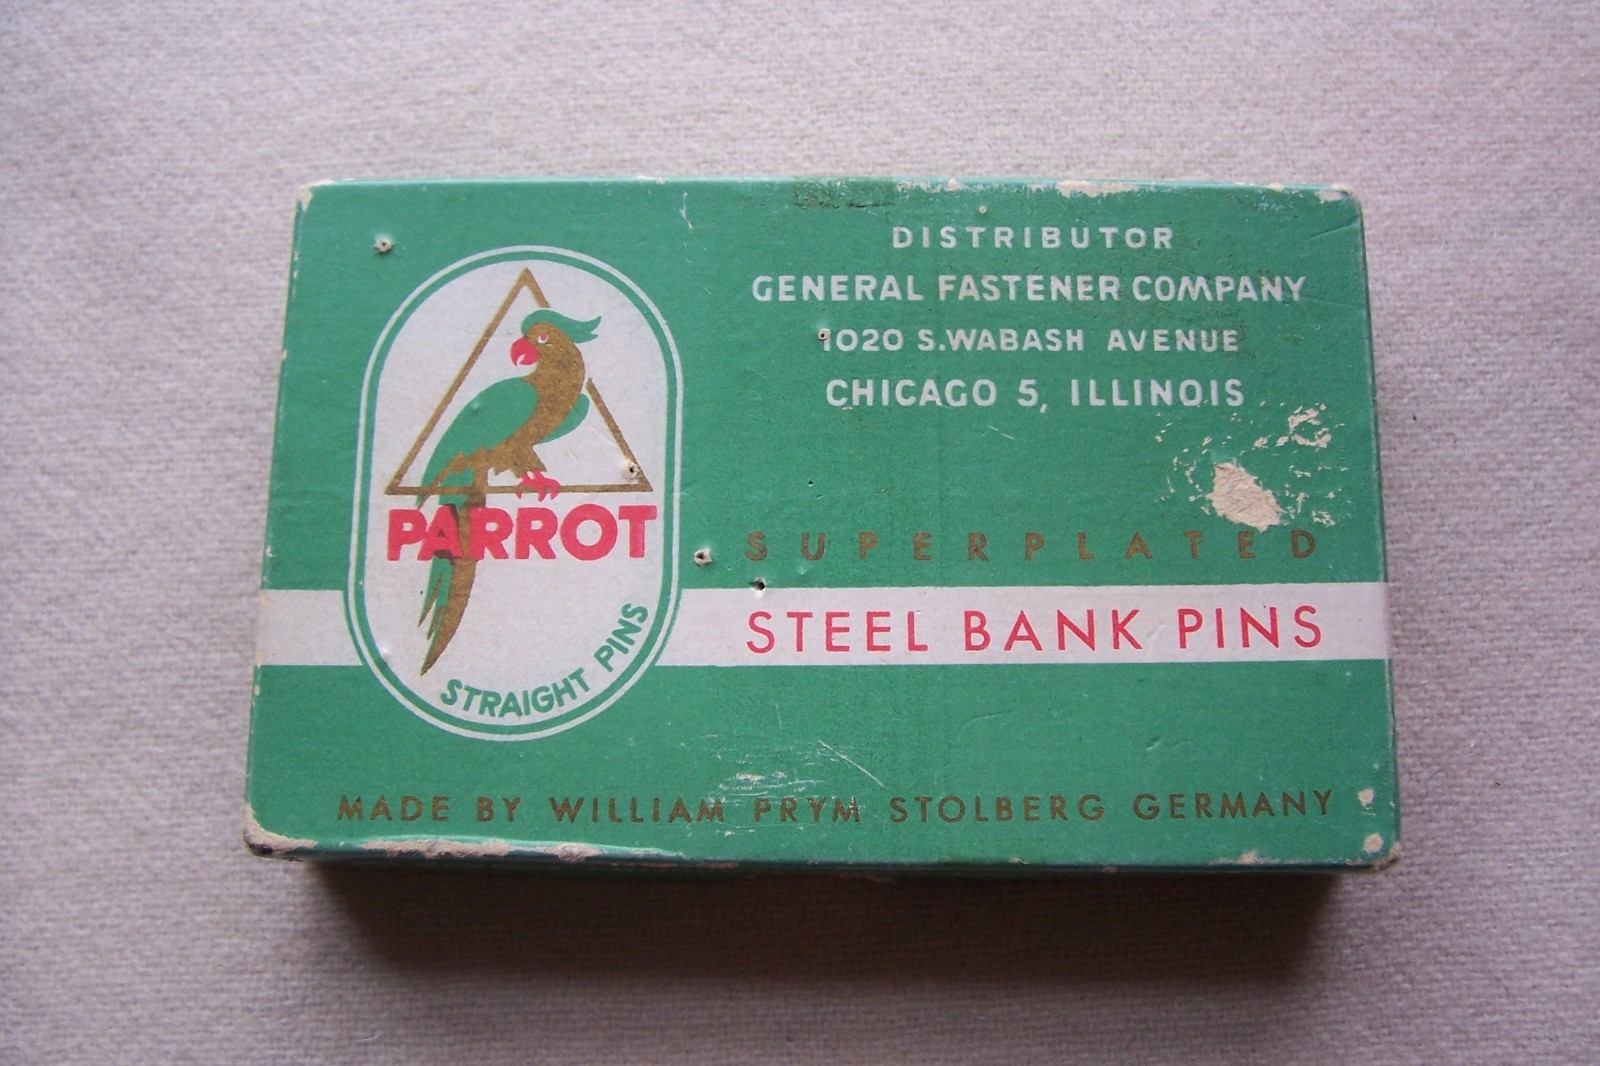 DISTRIBUTOR
GENERAL FASTENER COMPANY
1020 S.WABASH AVENUE
CHICAGO 5, ILLINOIS
PARROT
STRAIGHT PINS
SUPERPLATED
STEEL BANK PINS
MADE BY WILLIAM PRYM STOLBERG GERMANY